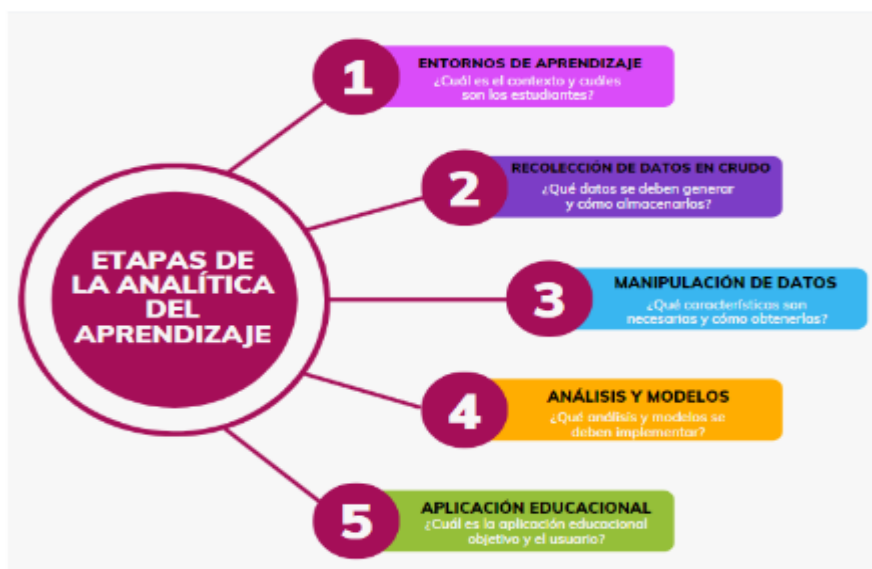 ETAPAS DE
LA ANALÍTICA
DEL
APRENDIZAJE
1
ENTORNOS DE APRENDIZAJE
¿Cuál es el contexto y cuáles
son los estudiantes?
2
RECOLECCIÓN DE DATOS EN CRUDO
¿Qué datos se deben generar
y cómo almacenarlos?
3
MANIPULACIÓN DE DATOS
¿Qué características son
necesarias y cómo obtenerlas?
4
ANÁLISIS Y MODELOS
¿Qué análisis y modelos se
deben implementar?
5
APLICACIÓN EDUCACIONAL
¿Cuál es la aplicación educacional
objetivo y el usuario?